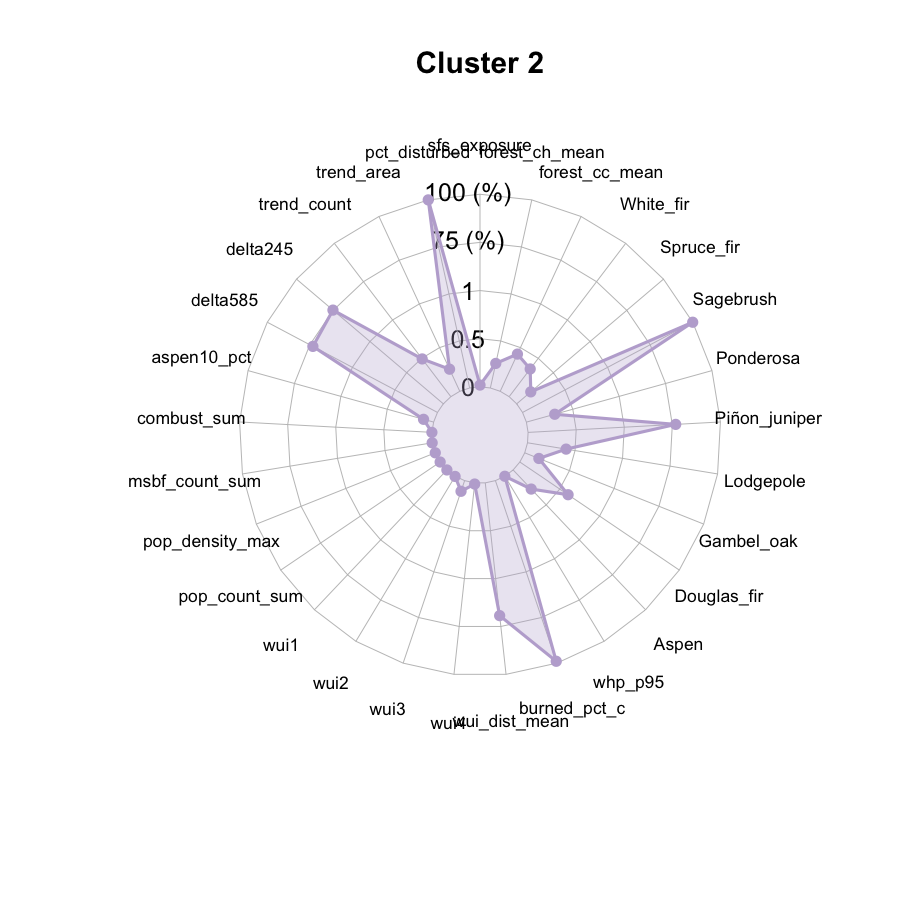 Cluster 2
sfs_exposure
pct_disturbed
forest_ch_mean
trend_area
forest_cc_mean
100 (%)
trend_count
White_fir
75 (%)
delta245
Spruce_fir
1
delta585
Sagebrush
0.5
aspen10_pct
Ponderosa
0
combust_sum
Piñon_juniper
msbf_count_sum
Lodgepole
pop_density_max
Gambel_oak
pop_count_sum
Douglas_fir
wui1
Aspen
wui2
whp_p95
wui3
burned_pct_c
wui4
wui_dist_mean